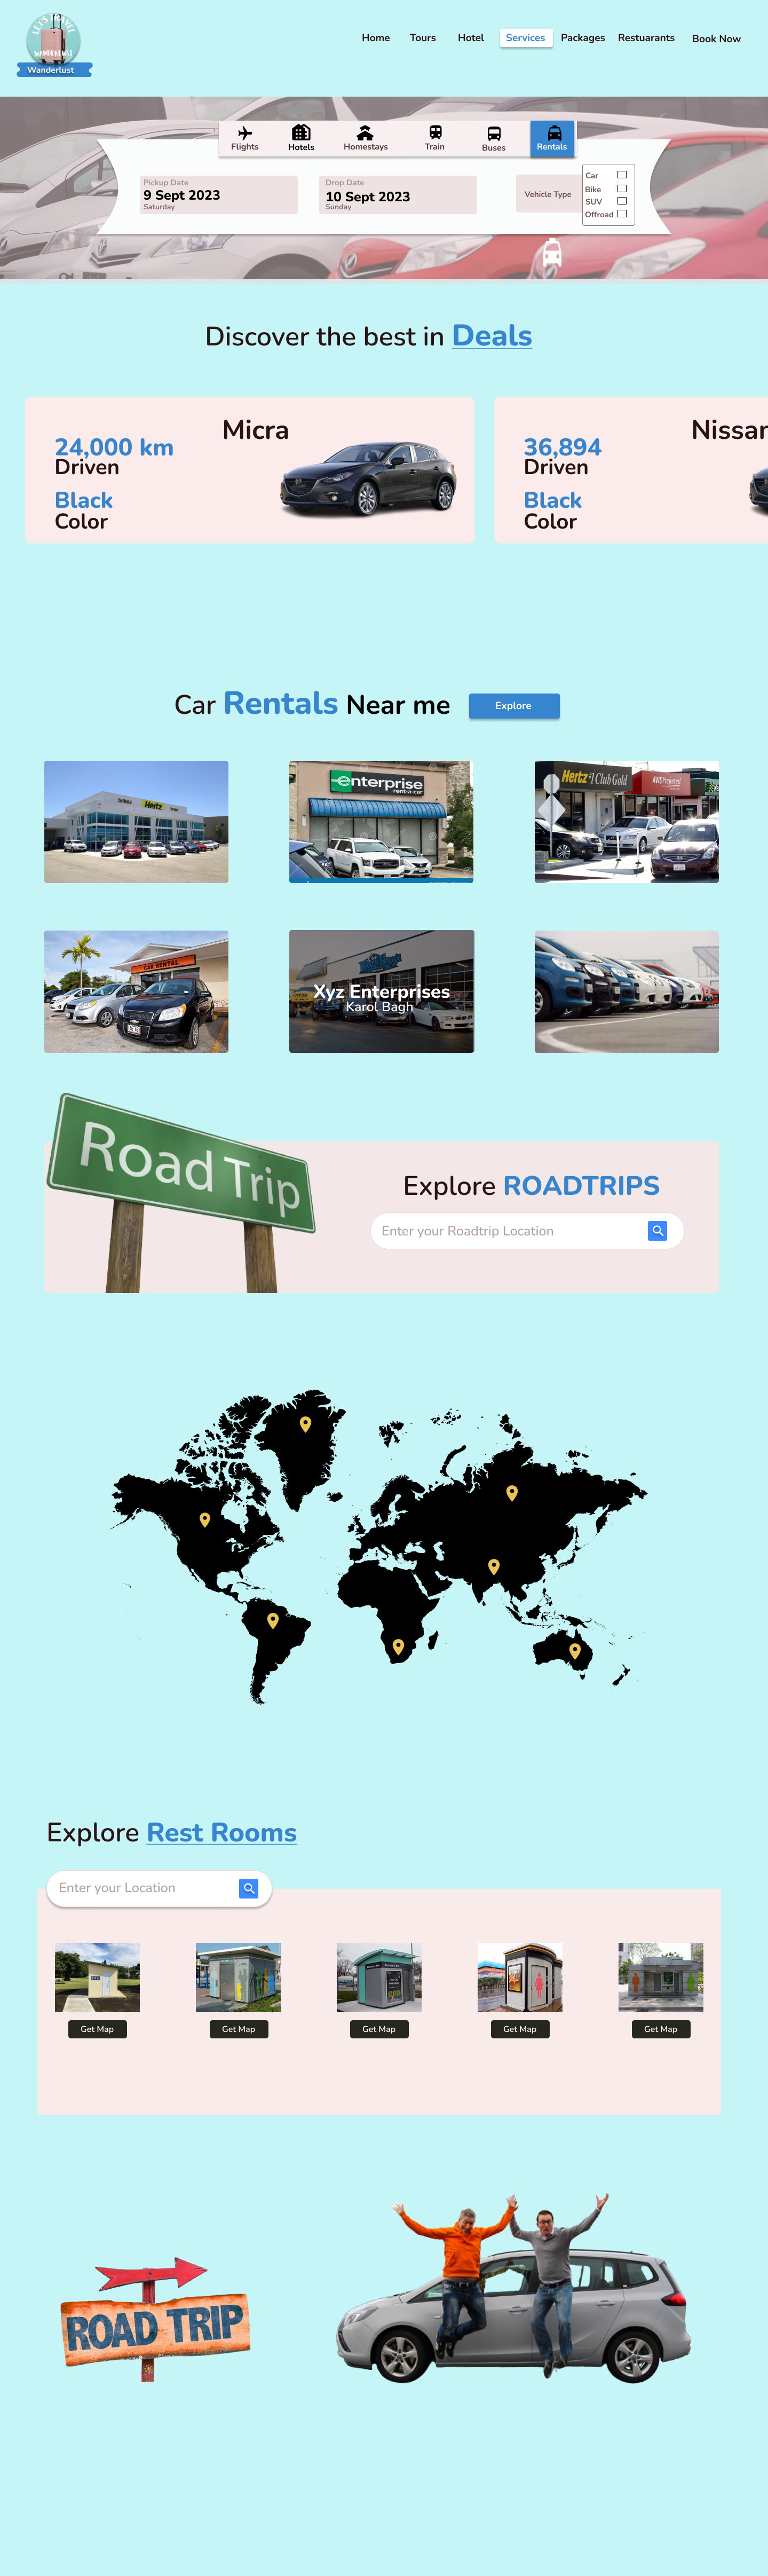 LET'S TRAVEL
WANDERLUST
Wanderlust
Home Tours Hotel Services Packages Restuarants Book Now
Flights Hotels Homestays Train Buses Rentals
Pickup Date
9 Sept 2023
Saturday
Drop Date
10 Sept 2023
Sunday
Vehicle Type
Car
Bike
SUV
Offroad
Discover the best in Deals
Micra
24,000 km
Driven
Black
Color
Nissan
36,894
Driven
Black
Color
Car Rentals Near me
Explore
Hertz
enterprise
rent-a-car
Hertz #1 Club Gold
AVIS Preferred
CAR RENTAL
Xyz Enterprises
Karol Bagh
Road Trip
Explore ROADTRIPS
Enter your Roadtrip Location
Explore Rest Rooms
Enter your Location
Get Map Get Map Get Map Get Map Get Map
ROAD TRIP